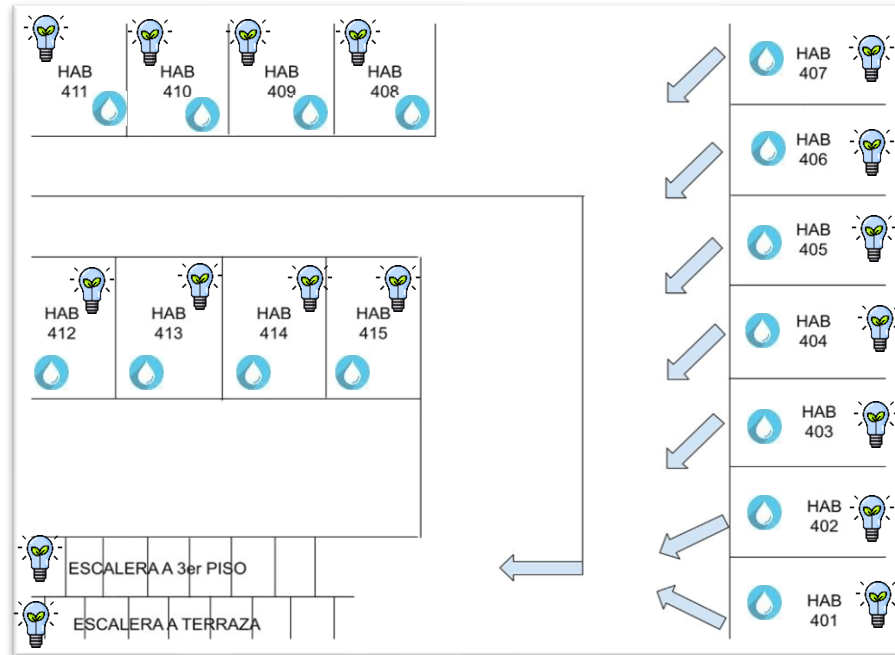 HAB
411
HAB
410
HAB
409
HAB
408
HAB
407
HAB
406
HAB
405
HAB
404
HAB
403
HAB
402
HAB
401
HAB
412
HAB
413
HAB
414
HAB
415
ESCALERA A 3er PISO
ESCALERA A TERRAZA